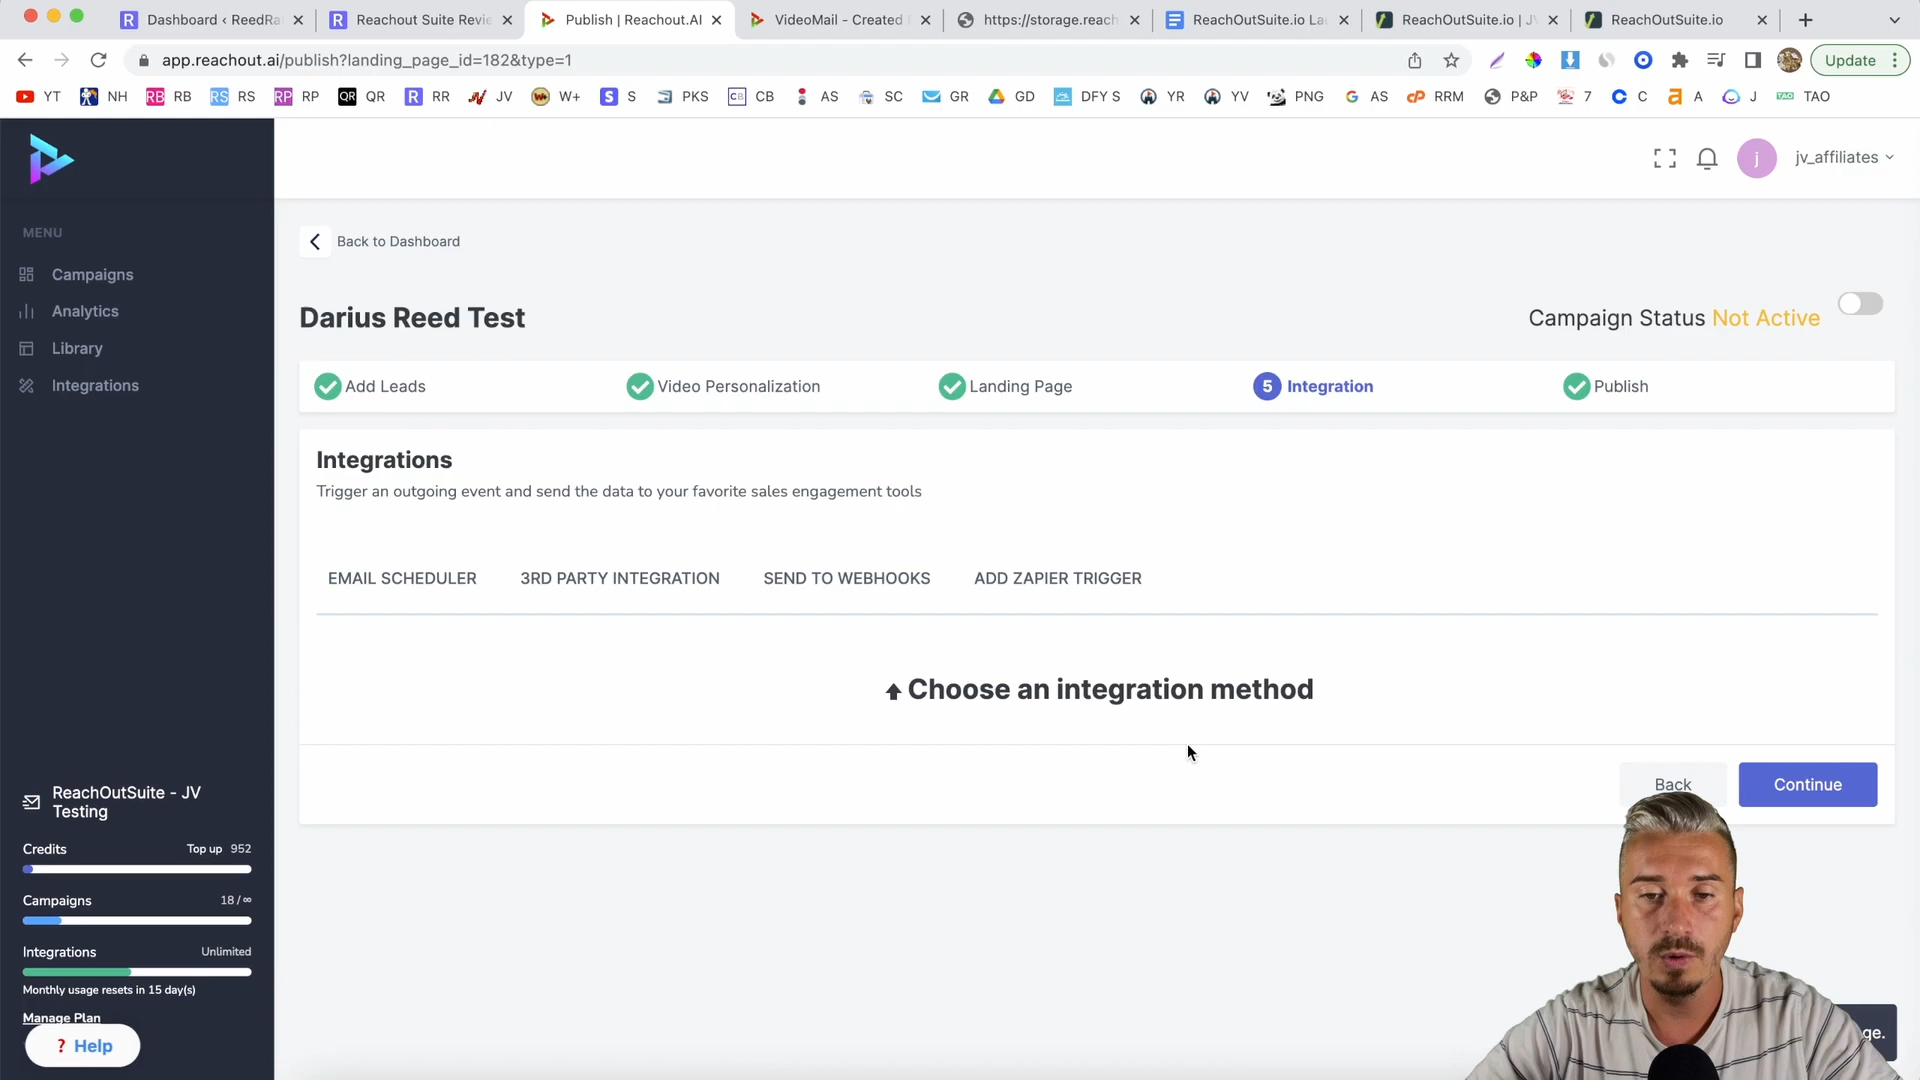 Dashboard ‹ ReedRa
Reachout Suite Revie
Publish | Reachout.AI
VideoMail - Created
https://storage.reach
ReachOutSuite.io La
ReachOutSuite.io | JV
ReachOutSuite.io
app.reachout.ai/publish?landing_page_id=182&type=1
Update
YT NH RB RS RP QR RR JV W+ S PKS CB AS SC GR GD DFY S YR YV PNG AS RRM P&P 7 C A J TAO
j jv_affiliates
MENU
Campaigns
Analytics
Library
Integrations
Back to Dashboard
Darius Reed Test
Campaign Status Not Active
Add Leads
Video Personalization
Landing Page
5 Integration
Publish
Integrations
Trigger an outgoing event and send the data to your favorite sales engagement tools
EMAIL SCHEDULER
3RD PARTY INTEGRATION
SEND TO WEBHOOKS
ADD ZAPIER TRIGGER
Choose an integration method
Back
Continue
ReachOutSuite - JV
Testing
Credits Top up 952
Campaigns 18 / ∞
Integrations Unlimited
Monthly usage resets in 15 day(s)
Manage Plan
? Help
ge.